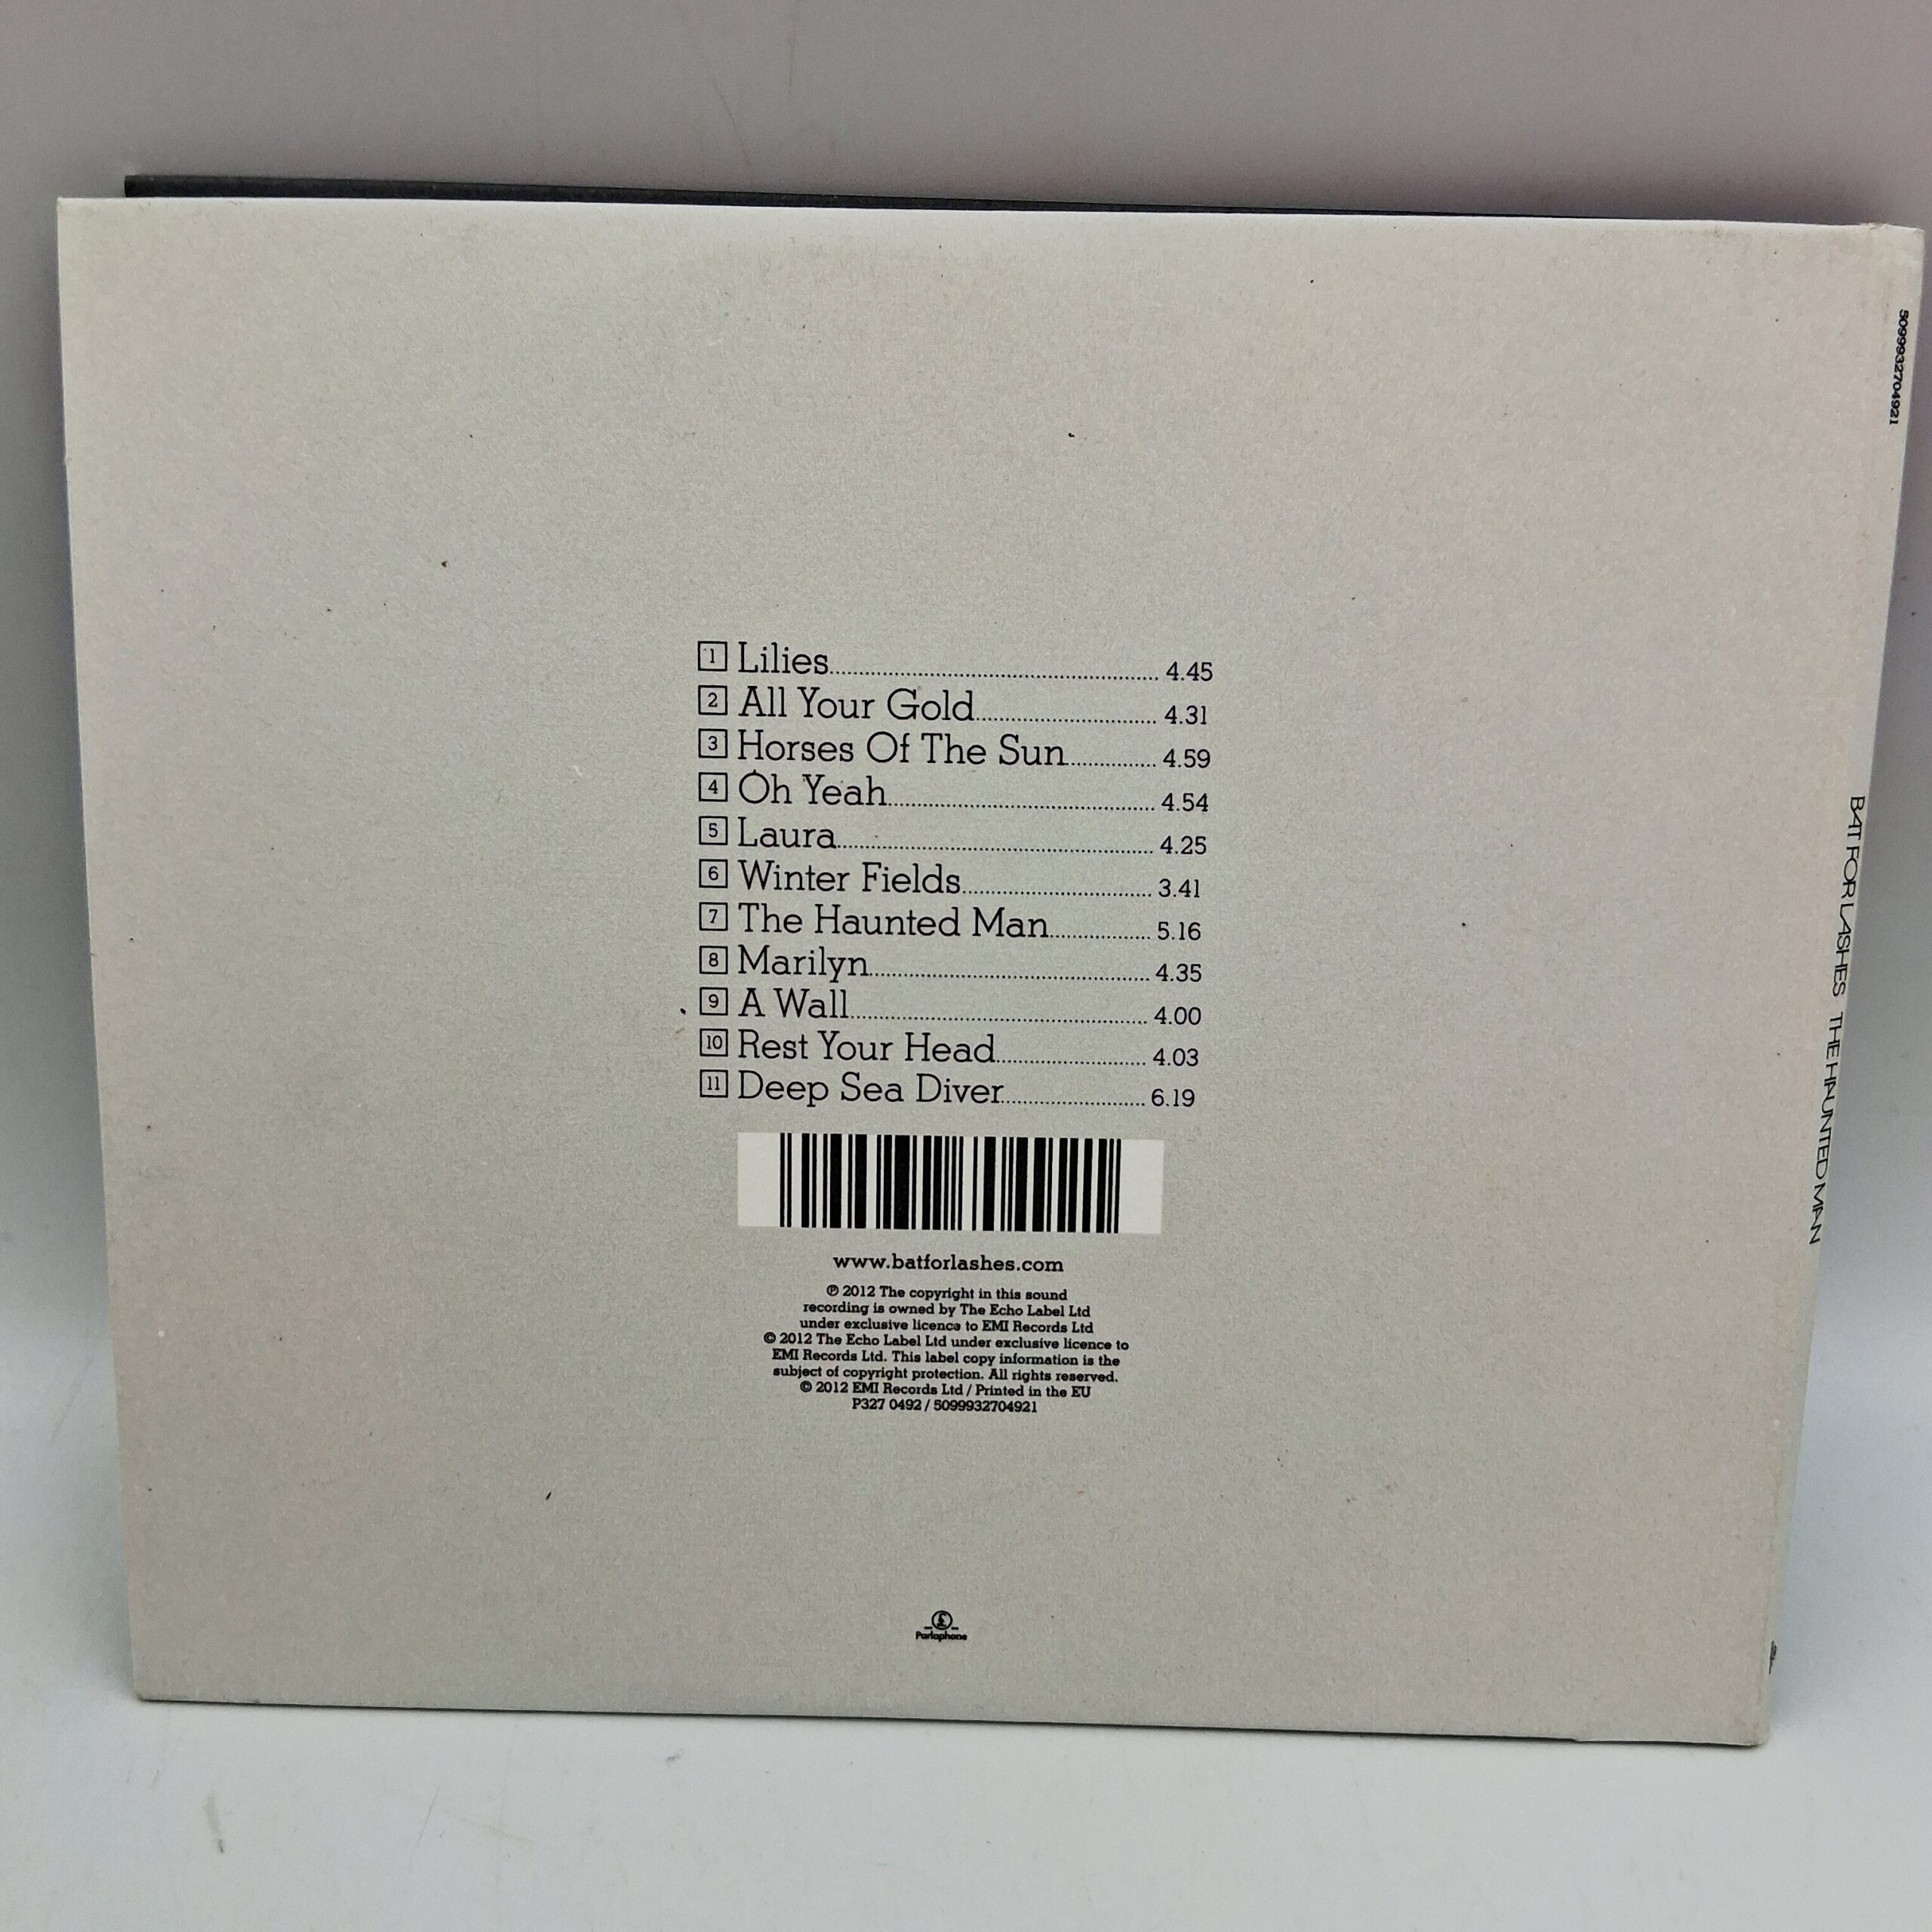 1 Lilies 4.45
2 All Your Gold 4.31
3 Horses Of The Sun 4.59
4 Oh Yeah 4.54
5 Laura 4.25
6 Winter Fields 3.41
7 The Haunted Man 5.16
8 Marilyn 4.35
9 A Wall 4.00
10 Rest Your Head 4.03
11 Deep Sea Diver 6.19
www.batforlashes.com
℗ 2012 The copyright in this sound
recording is owned by The Echo Label Ltd
under exclusive licence to EMI Records Ltd
© 2012 The Echo Label Ltd under exclusive licence to
EMI Records Ltd. This label copy information is the
subject of copyright protection. All rights reserved.
© 2012 EMI Records Ltd / Printed in the EU
P327 0492 / 5099932704921
£
Parlophone
5099932704921
BAT FOR LASHES THE HAUNTED MAN